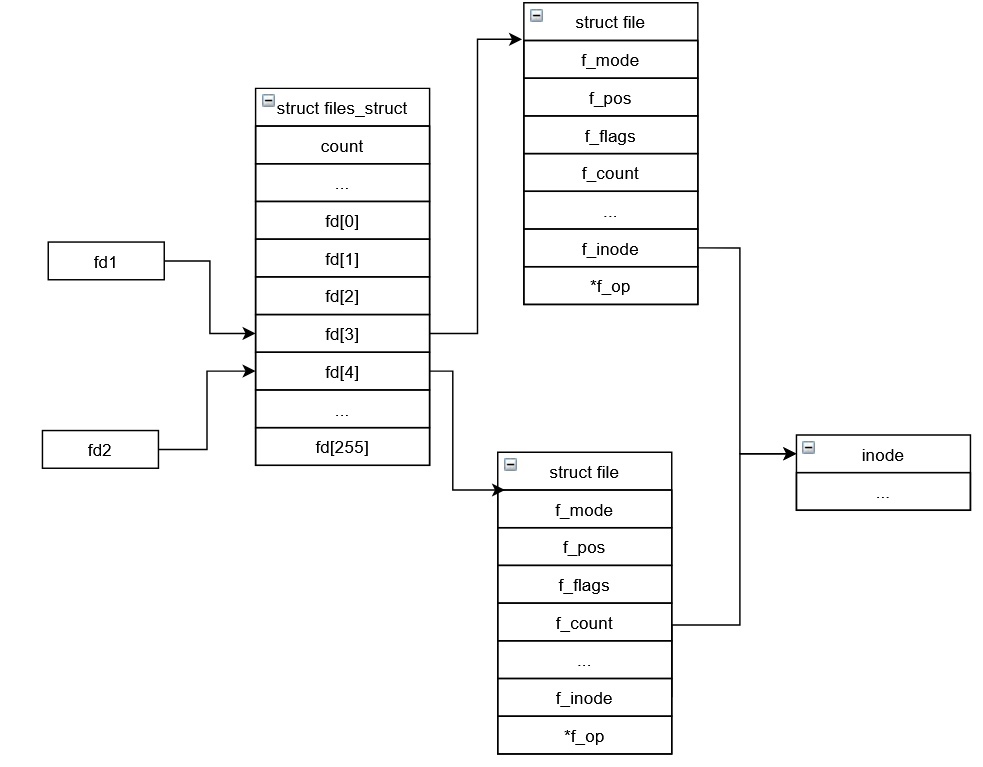 struct file
f_mode
f_pos
f_flags
f_count
...
f_inode
*f_op
struct files_struct
count
...
fd[0]
fd[1]
fd[2]
fd[3]
fd[4]
...
fd[255]
fd1
fd2
struct file
f_mode
f_pos
f_flags
f_count
...
f_inode
*f_op
inode
...